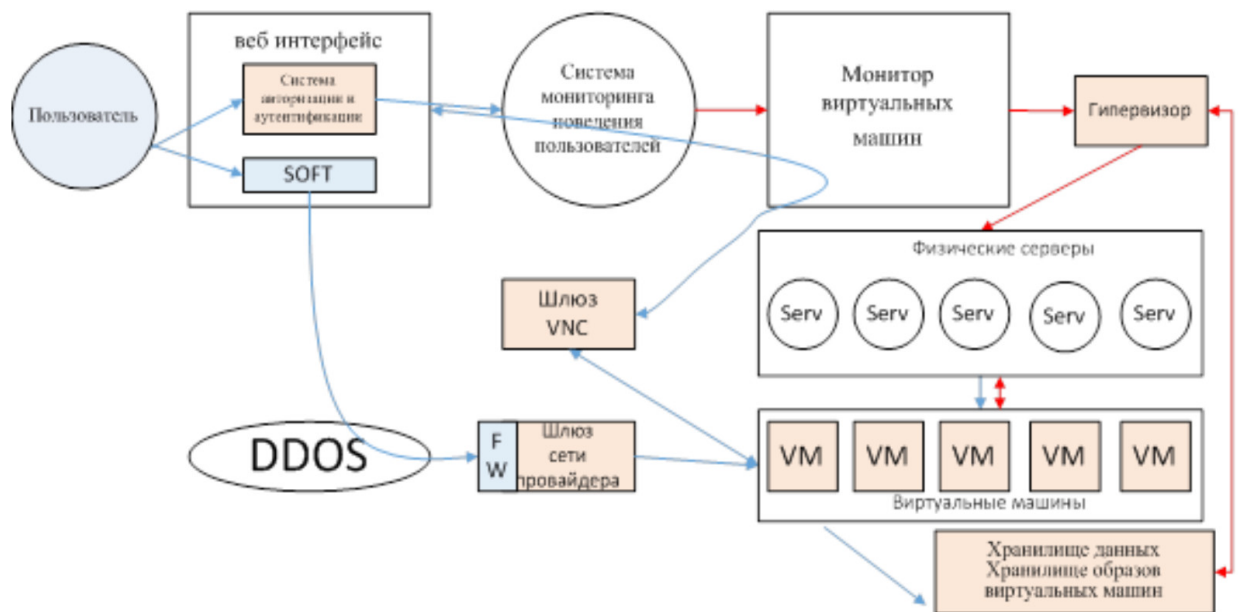 Пользователь
веб интерфейс
Система
авторизации и
аутентификации
SOFT
Система
мониторинга
поведения
пользователей
Монитор
виртуальных
машин
Гипервизор
Физические серверы
Serv
Serv
Serv
Serv
Serv
Шлюз
VNC
DDOS
F
W
Шлюз
сети
провайдера
VM
VM
VM
VM
VM
Виртуальные машины
Хранилище данных
Хранилище образов
виртуальных машин